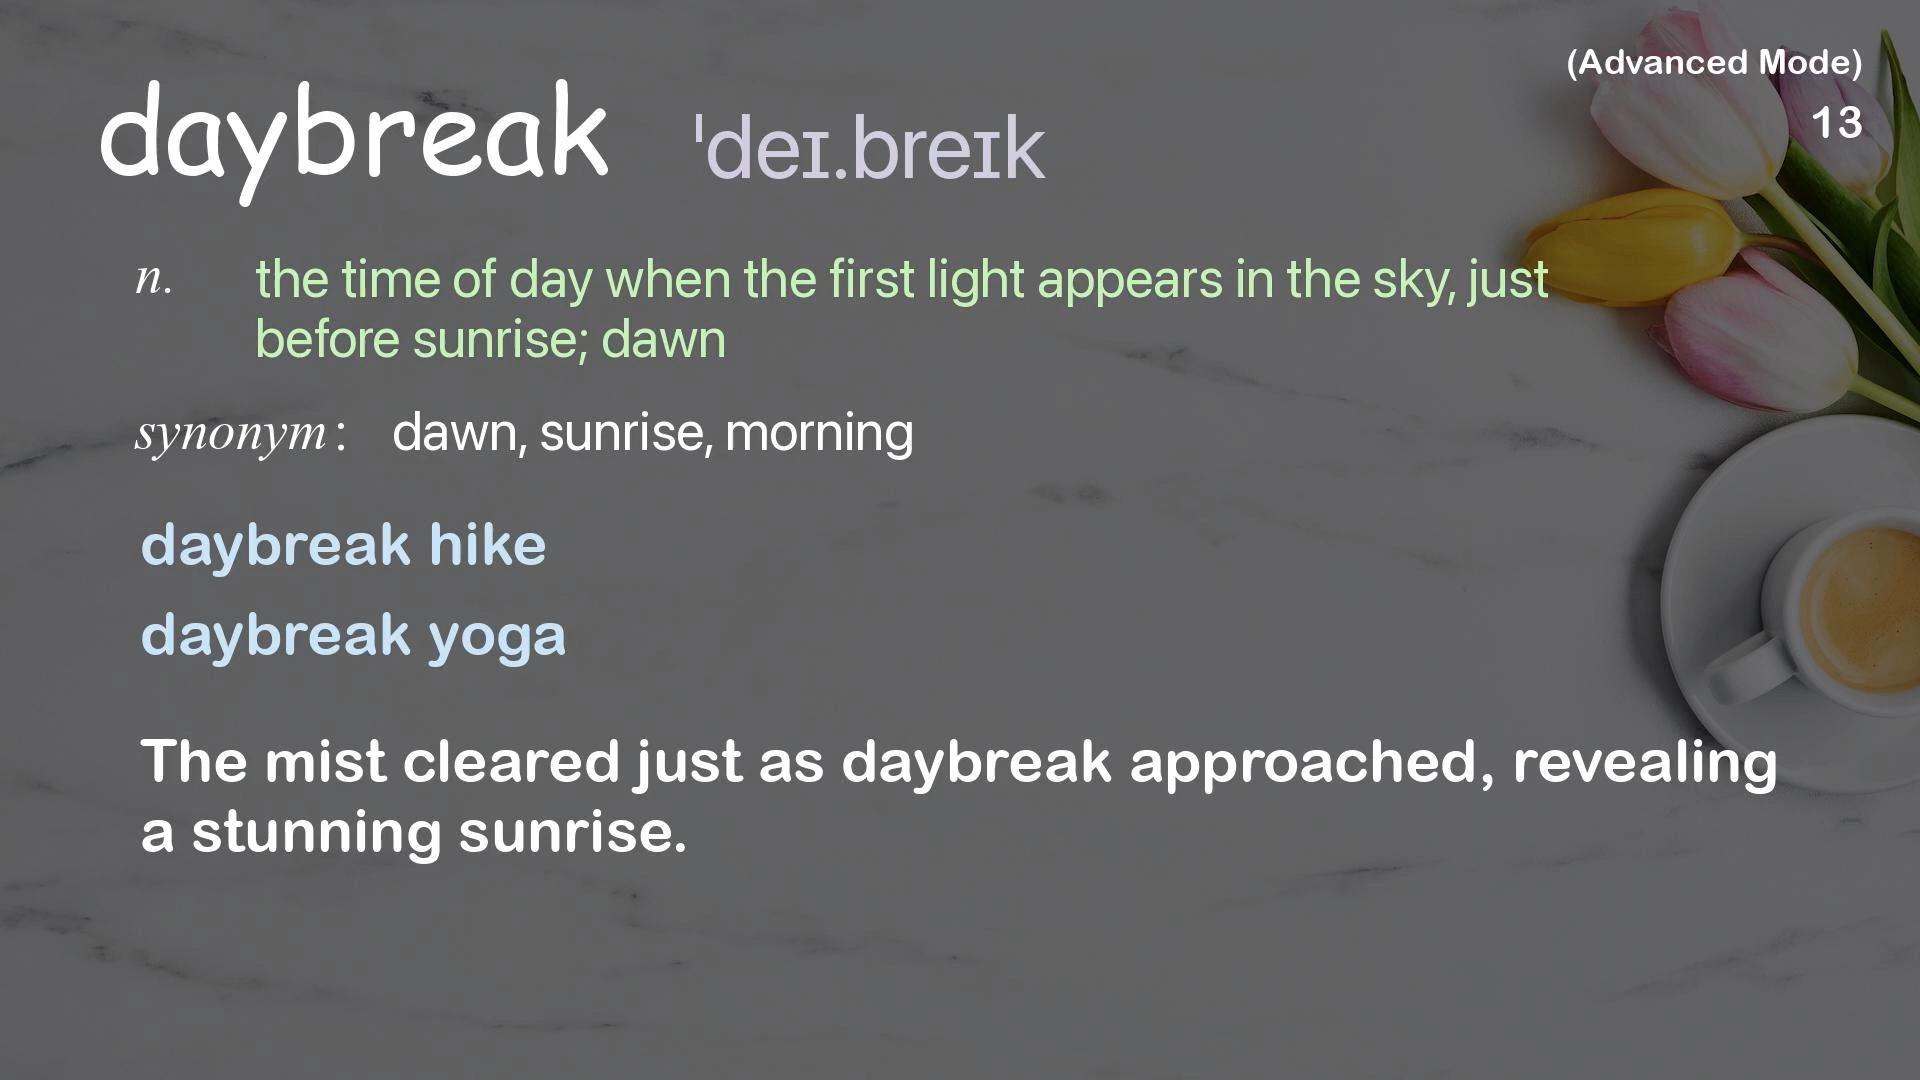 (Advanced Mode)
13
daybreak ˈdeɪ.breɪk
n. the time of day when the first light appears in the sky, just
before sunrise; dawn
synonym: dawn, sunrise, morning
daybreak hike
daybreak yoga
The mist cleared just as daybreak approached, revealing
a stunning sunrise.